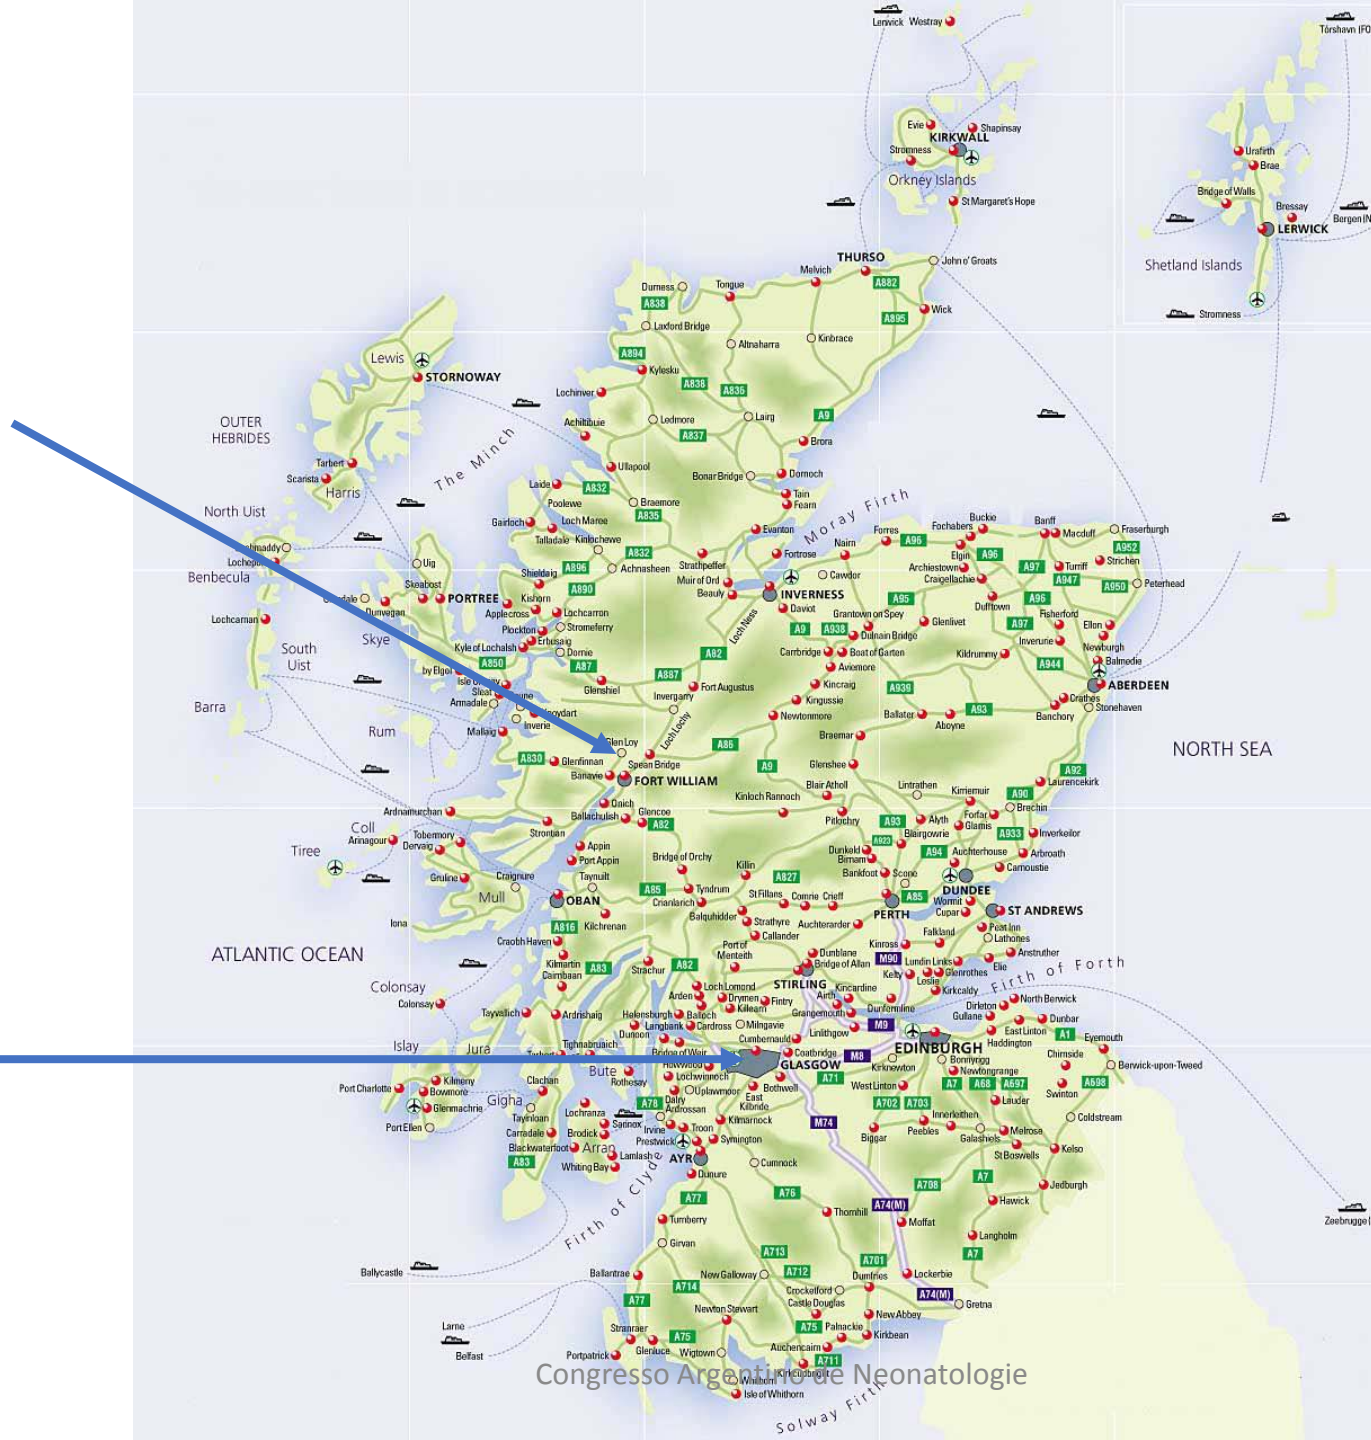 Lerwick Westray
Tórshavn (FO
Evie
Shapinsay
KIRKWALL
Stromness
Orkney Islands
St Margaret's Hope
Urafirth
Brae
Bridge of Walls
Bressay
Bergen (N
LERWICK
Shetland Islands
Stromness
THURSO
John o' Groats
Melvich
A882
Durness
Tongue
A838
A895
Wick
Laxford Bridge
Altnaharra
Kinbrace
A894
Lewis
Kylesku
STORNOWAY
A838
A836
Lochinver
OUTER
HEBRIDES
Achiltibuie
Ledmore
Lairg
A9
A837
Brora
The Minch
Tarbert
Scarista
Harris
Ullapool
Bonar Bridge
Dornoch
Laide
A832
Tain
Fearn
Poolewe
Braemore
North Uist
A835
Moray Firth
Gairloch
Loch Maree
Talladale
Kinlochewe
Evanton
Nairn
Forres
A96
Fochabers
Buckie
Banff
Macduff
Fraserburgh
Elgin
A96
A952
Uig
A832
Strathpeffer
Fortrose
Archiestown
A97
Turriff
Strichen
Benbecula
A896
Achnasheen
Cawdor
Craigellachie
A947
A950
Peterhead
Skeabost
Shieldaig
A890
Muir of Ord
Beauly
INVERNESS
PORTREE
Kishorn
Applecross
Lochcarron
Dunvegan
Daviot
A95
Grantown on Spey
Dufftown
A96
Fisherford
Lochcarnan
Skye
Plockton
Stromeferry
Loch Ness
A9
A938
Dulnain Bridge
Glenlivet
A97
Ellon
Kyle of Lochalsh
Erbusaig
Dornie
Carrbridge
Boat of Garten
Inverurie
Newburgh
South
Uist
A850
A87
A82
Aviemore
Kildrummy
A944
Balmedie
by Elgol
A887
Glenshiel
Fort Augustus
Kincraig
ABERDEEN
Sleat
Armadale
Invergarry
Kingussie
A939
Crathes
Barra
Inverie
Newtonmore
Ballater
A93
Aboyne
Banchory
Stonehaven
Rum
Mallaig
Loch Lochy
A86
Braemar
NORTH SEA
A830
Glenfinnan
Glen Loy
Spean Bridge
A9
Glenshee
A92
Banavie
FORT WILLIAM
Laurencekirk
Blair Atholl
Lintrathen
Kirriemuir
A90
Onich
Kinloch Rannoch
Brechin
Ardnamurchan
Ballachulish
Glencoe
A82
Pitlochry
A93
Alyth
Forfar
Glamis
A933
Inverkeilor
Coll
Arinagour
Tobermory
Dervaig
Strontian
A923
Blairgowrie
Tiree
Appin
Port Appin
Bridge of Orchy
Dunkeld
Birnam
A94
Auchterhouse
Arbroath
Craignure
Taynuilt
Killin
Bankfoot
Scone
Carnoustie
Gruline
A827
DUNDEE
Mull
OBAN
A85
Tyndrum
St Fillans
Comrie
Crieff
A85
Wormit
Crianlarich
PERTH
Cupar
ST ANDREWS
Iona
A816
Kilchrenan
Balquhidder
Strathyre
Auchterarder
Peat Inn
Craobh Haven
Callander
Falkland
Lathones
ATLANTIC OCEAN
Port of
Menteith
Kinross
Anstruther
Kilmartin
A83
A82
Dunblane
M90
Lundin Links
Elie
Cairnbaan
Strachur
Bridge of Allan
Kelty
Glenrothes
Leslie
Firth of Forth
Colonsay
Colonsay
STIRLING
Loch Lomond
Kincardine
Kirkcaldy
Arden
Drymen
Fintry
Airth
Dunfermline
Dirleton
North Berwick
Tayvallich
Ardrishaig
Helensburgh
Balloch
Killearn
Grangemouth
Gullane
Dunbar
Dunoon
Langbank
Cardross
Milngavie
Linlithgow
M9
East Linton
A1
Tighnabruaich
Cumbernauld
EDINBURGH
Haddington
Eyemouth
Islay
Jura
Tarbert
Bridge of Weir
Coatbridge
M8
Bonnyrigg
Chirnside
Howwood
GLASGOW
Kirknewton
Newtongrange
Berwick-upon-Tweed
Bute
Rothesay
Lochwinnoch
A71
Port Charlotte
Kilmeny
Bowmore
Clachan
Uplawmoor
Bothwell
West Linton
A7
A68
A697
A698
Swinton
Glenmachrie
Gigha
Lochranza
A78
Dalry
Ardrossan
East
Kilbride
A702
A703
Lauder
Port Ellen
Tayinloan
Sannox
Irvine
Troon
Kilmarnock
M74
Innerleithen
Coldstream
Carradale
Brodick
Prestwick
Symington
Biggar
Peebles
Galashiels
Melrose
Blackwaterfoot
Arran
Lamlash
AYR
St Boswells
Kelso
A83
Whiting Bay
Cumnock
Firth of Clyde
Dunure
A76
A708
A7
Jedburgh
A77
Thornhill
A74(M)
Hawick
Turnberry
Moffat
Zeebrugge (
Girvan
Langholm
A713
A701
A7
Ballycastle
Ballantrae
New Galloway
A712
Dumfries
Lockerbie
A714
Crocketford
A77
Castle Douglas
A74(M)
Gretna
Newton Stewart
New Abbey
Larne
Stranraer
A75
A75
Palnackie
Kirkbean
Belfast
Portpatrick
Glenluce
Wigtown
Auchencairn
A711
Kirkcudbright
Congresso Argentino de Neonatologie
Whithorn
Isle of Whithorn
Solway Firth